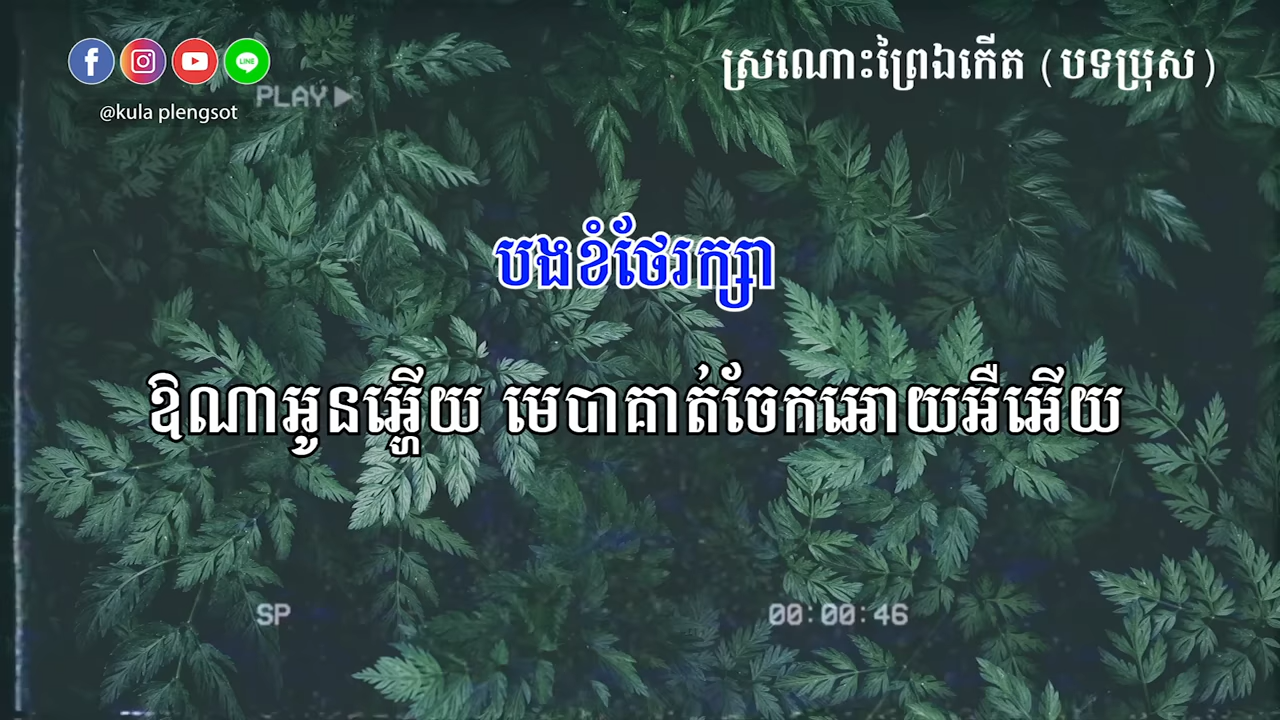 LINE
ស្រណោះព្រៃឯកើត (បទប្រុស)
PLAY
@kula plengsot
បងខំថែរក្សា
ឱណាអូនអ្ហើយ មេបាគាត់ចែកអោយអឺអើយ
SP
00:00:46